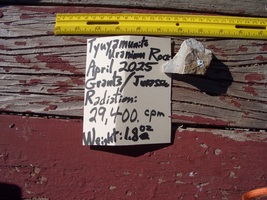 Tyuyamunite
Uranium Rock
April 2025
Grants/Jurassic
Radiation:
29,400. cpm
Weight: 1.8 oz